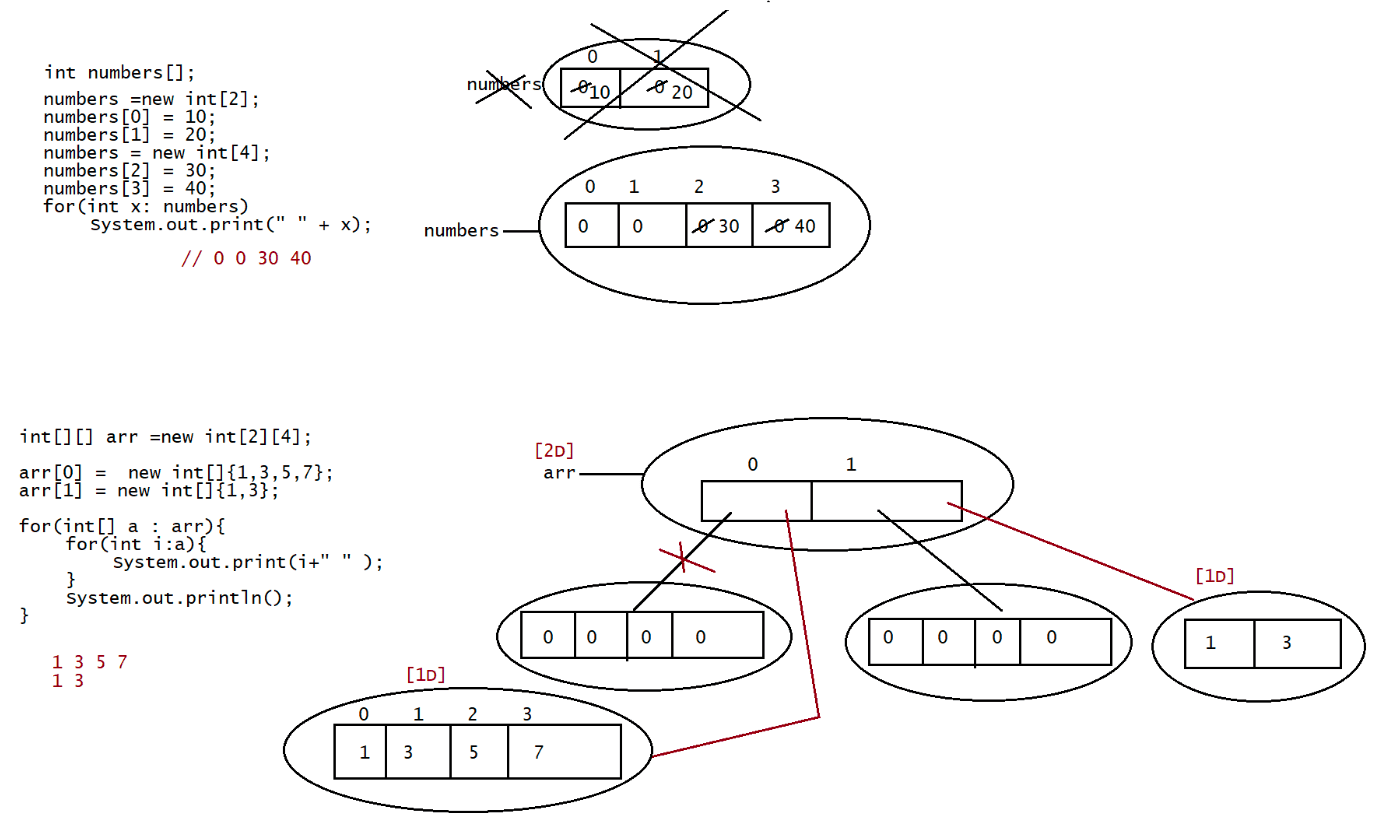 int numbers[];
numbers =new int[2];
numbers[0] = 10;
numbers[1] = 20;
numbers = new int[4];
numbers[2] = 30;
numbers[3] = 40;
for(int x: numbers)
System.out.print(" " + x);
// 0 0 30 40
0 1
numbers
0 10 0 20
0 1 2 3
numbers
0 0 0 30 0 40
int[][] arr =new int[2][4];
arr[0] =  new int[]{1,3,5,7};
arr[1] = new int[]{1,3};
for(int[] a : arr){
for(int i:a){
System.out.print(i+" " );
}
System.out.println();
}
1 3 5 7
1 3
[2D]
arr
0 1
0 0 0 0
0 0 0 0
[1D]
1 3
[1D]
0 1 2 3
1 3 5 7